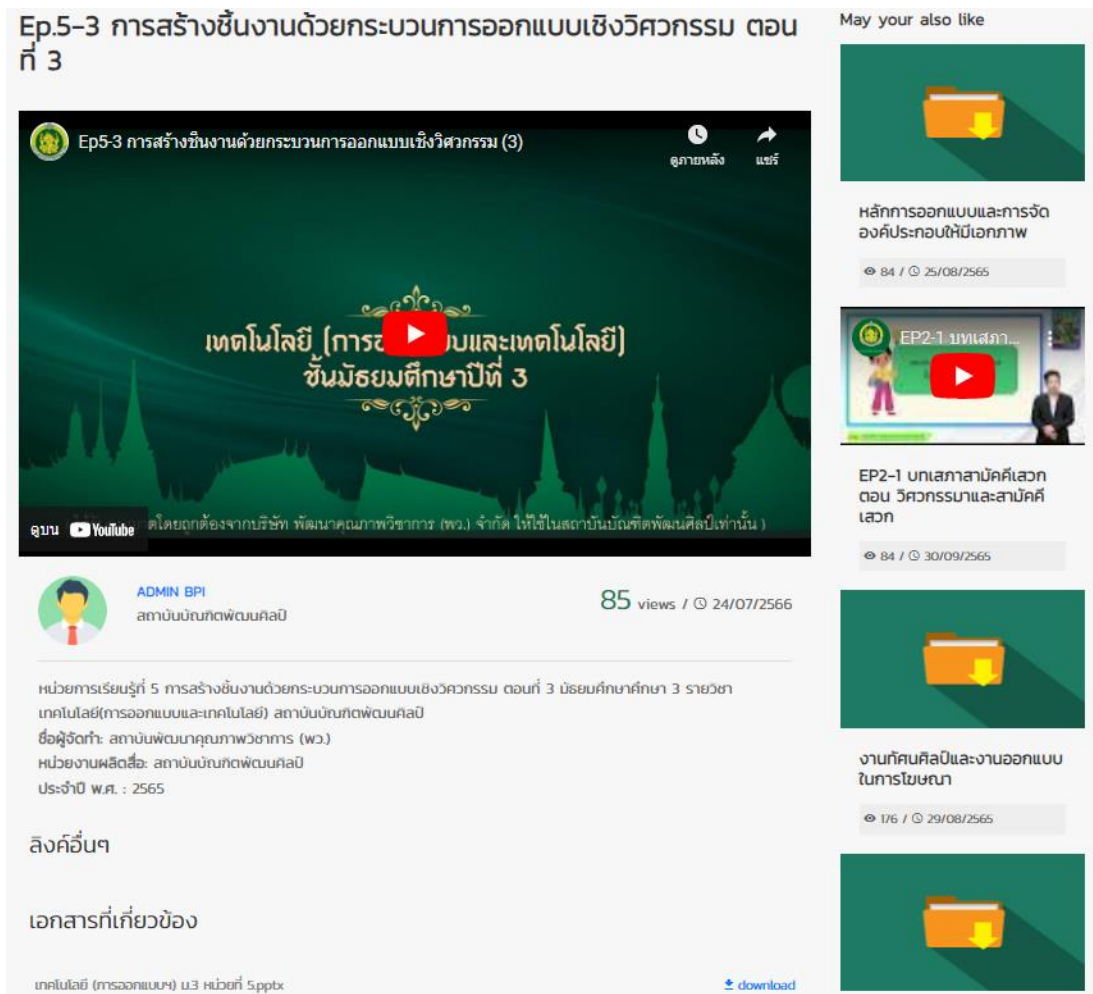 Ep.5-3 การสร้างชิ้นงานด้วยกระบวนการออกแบบเชิงวิศวกรรม ตอน
ที่ 3
Ep5-3 การสร้างชิ้นงานด้วยกระบวนการออกแบบเชิงวิศวกรรม (3)
ดูภายหลัง
แชร์
เทคโนโลยี (การอ บบและเทคโนโลยี)
ชั้นมัธยมศึกษาปีที่ 3
ดูบน YouTube
ตโดยถูกต้องจากบริษัท พัฒนาคุณภาพวิชาการ (พว.) จำกัด ให้ใช้ในสถาบันบัณฑิตพัฒนศิลป์เท่านั้น )
ADMIN BPI
สถาบันบัณฑิตพัฒนศิลป์
85 views / 24/07/2566
หน่วยการเรียนรู้ที่ 5 การสร้างชิ้นงานด้วยกระบวนการออกแบบเชิงวิศวกรรม ตอนที่ 3 มัธยมศึกษาศึกษา 3 รายวิชา
เทคโนโลยี(การออกแบบและเทคโนโลยี) สถาบันบัณฑิตพัฒนศิลป์
ชื่อผู้จัดทำ: สถาบันพัฒนาคุณภาพวิชาการ (พว.)
หน่วยงานผลิตสื่อ: สถาบันบัณฑิตพัฒนศิลป์
ประจำปี พ.ศ. : 2565
ลิงค์อื่นๆ
เอกสารที่เกี่ยวข้อง
เทคโนโลยี (การออกแบบฯ) ม.3 หน่วยที่ 5.pptx
download
May your also like
หลักการออกแบบและการจัด
องค์ประกอบให้มีเอกภาพ
84 / 25/08/2565
EP2-1 บทเสภา...
EP2-1 บทเสภาสามัคคีเสวก
ตอน วิศวกรรมาและสามัคคี
เสวก
84 / 30/09/2565
งานทัศนศิลป์และงานออกแบบ
ในการโฆษณา
176 / 29/08/2565